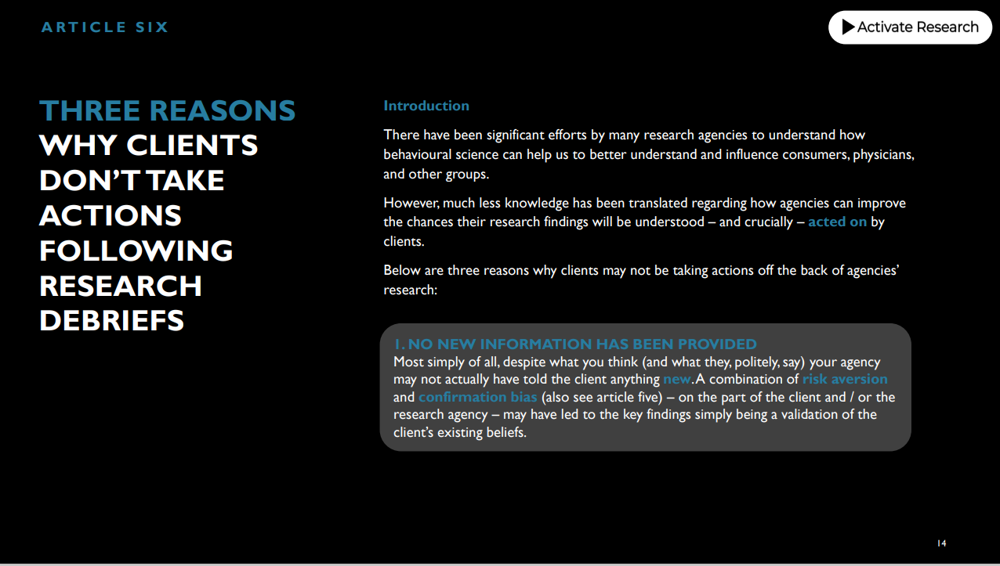 ARTICLE SIX
Activate Research
THREE REASONS
WHY CLIENTS
DON'T TAKE
ACTIONS
FOLLOWING
RESEARCH
DEBRIEFS
Introduction
There have been significant efforts by many research agencies to understand how
behavioural science can help us to better understand and influence consumers, physicians,
and other groups.
However, much less knowledge has been translated regarding how agencies can improve
the chances their research findings will be understood – and crucially – acted on by
clients.
Below are three reasons why clients may not be taking actions off the back of agencies'
research:
1. NO NEW INFORMATION HAS BEEN PROVIDED
Most simply of all, despite what you think (and what they, politely, say) your agency
may not actually have told the client anything new. A combination of risk aversion
and confirmation bias (also see article five) – on the part of the client and / or the
research agency – may have led to the key findings simply being a validation of the
client's existing beliefs.
14